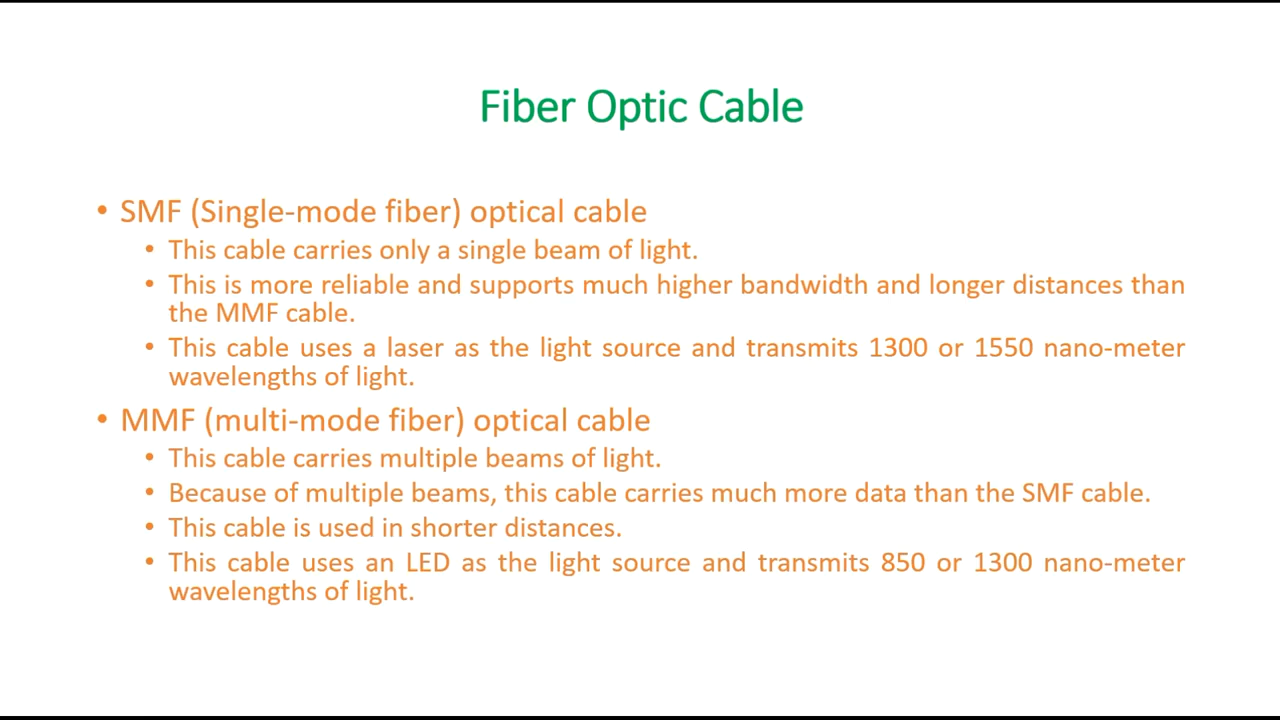 Fiber Optic Cable
• SMF (Single-mode fiber) optical cable
• This cable carries only a single beam of light.
• This is more reliable and supports much higher bandwidth and longer distances than
the MMF cable.
• This cable uses a laser as the light source and transmits 1300 or 1550 nano-meter
wavelengths of light.
• MMF (multi-mode fiber) optical cable
• This cable carries multiple beams of light.
• Because of multiple beams, this cable carries much more data than the SMF cable.
• This cable is used in shorter distances.
• This cable uses an LED as the light source and transmits 850 or 1300 nano-meter
wavelengths of light.